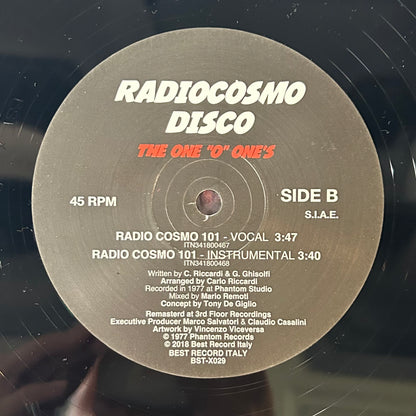 RADIOCOSMO
DISCO
THE ONE "O" ONE'S
45 RPM
SIDE B
S.I.A.E.
RADIO COSMO 101 - VOCAL 3:47
ITN341800467
RADIO COSMO 101 - INSTRUMENTAL 3:40
ITN341800468
Written by C. Riccardi & G. Ghisolfi
Arranged by Carlo Riccardi
Recorded in 1977 at Phantom Studio
Mixed by Mario Remoti
Concept by Tony De Giglio
Remasterd at 3rd Floor Recordings
Executive Producer Marco Salvatori & Claudio Casalini
Artwork by Vincenzo Viceversa
© 1977 Phantom Records
℗ 2018 Best Record Italy
BEST RECORD ITALY
BST-X029